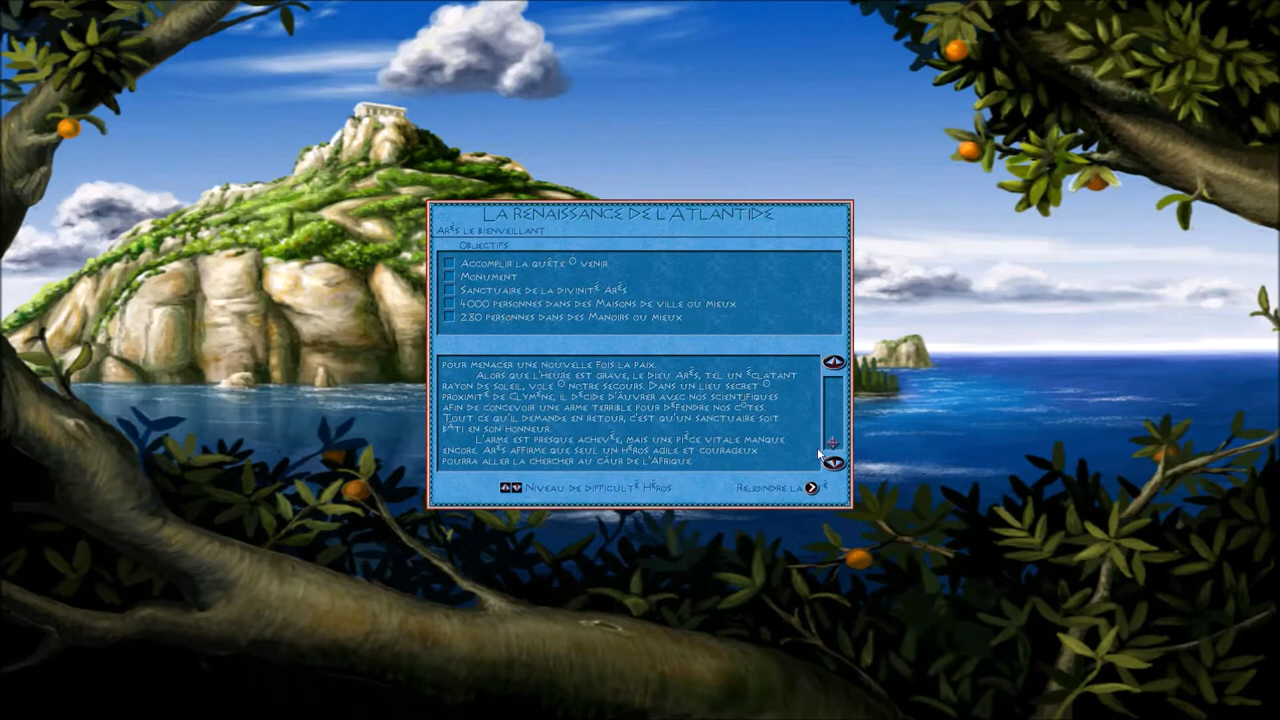 La renaissance de l'Atlantide
Arès le bienveillant
Objectifs
Accomplir la quête à venir
Monument
Sanctuaire de la divinité Arès
4000 personnes dans des Maisons de ville ou mieux
280 personnes dans des Manoirs ou mieux
pour menacer une nouvelle fois la paix.
Alors que l'heure est grave, le dieu Arès, tel un éclatant
rayon de soleil, vole à notre secours. Dans un lieu secret à
proximité de Clymène, il décide d'œuvrer avec nos scientifiques
afin de concevoir une arme terrible pour défendre nos côtes.
Tout ce qu'il demande en retour, c'est qu'un sanctuaire soit
bâti en son honneur.
L'arme est presque achevée, mais une pièce vitale manque
encore. Arès affirme que seul un héros agile et courageux
pourra aller la chercher au cœur de l'Afrique.
Niveau de difficulté Héros
Rejoindre la